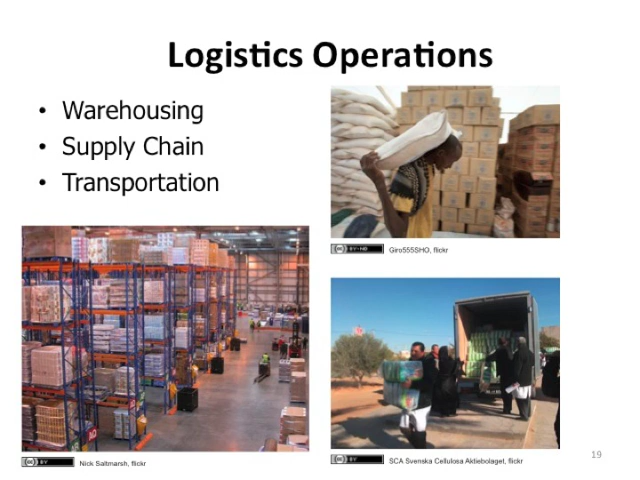 Logistics Operations
• Warehousing
• Supply Chain
• Transportation
Giro555SHO, flickr
Nick Saltmarsh, flickr
SCA Svenska Cellulosa Aktiebolaget, flickr
19